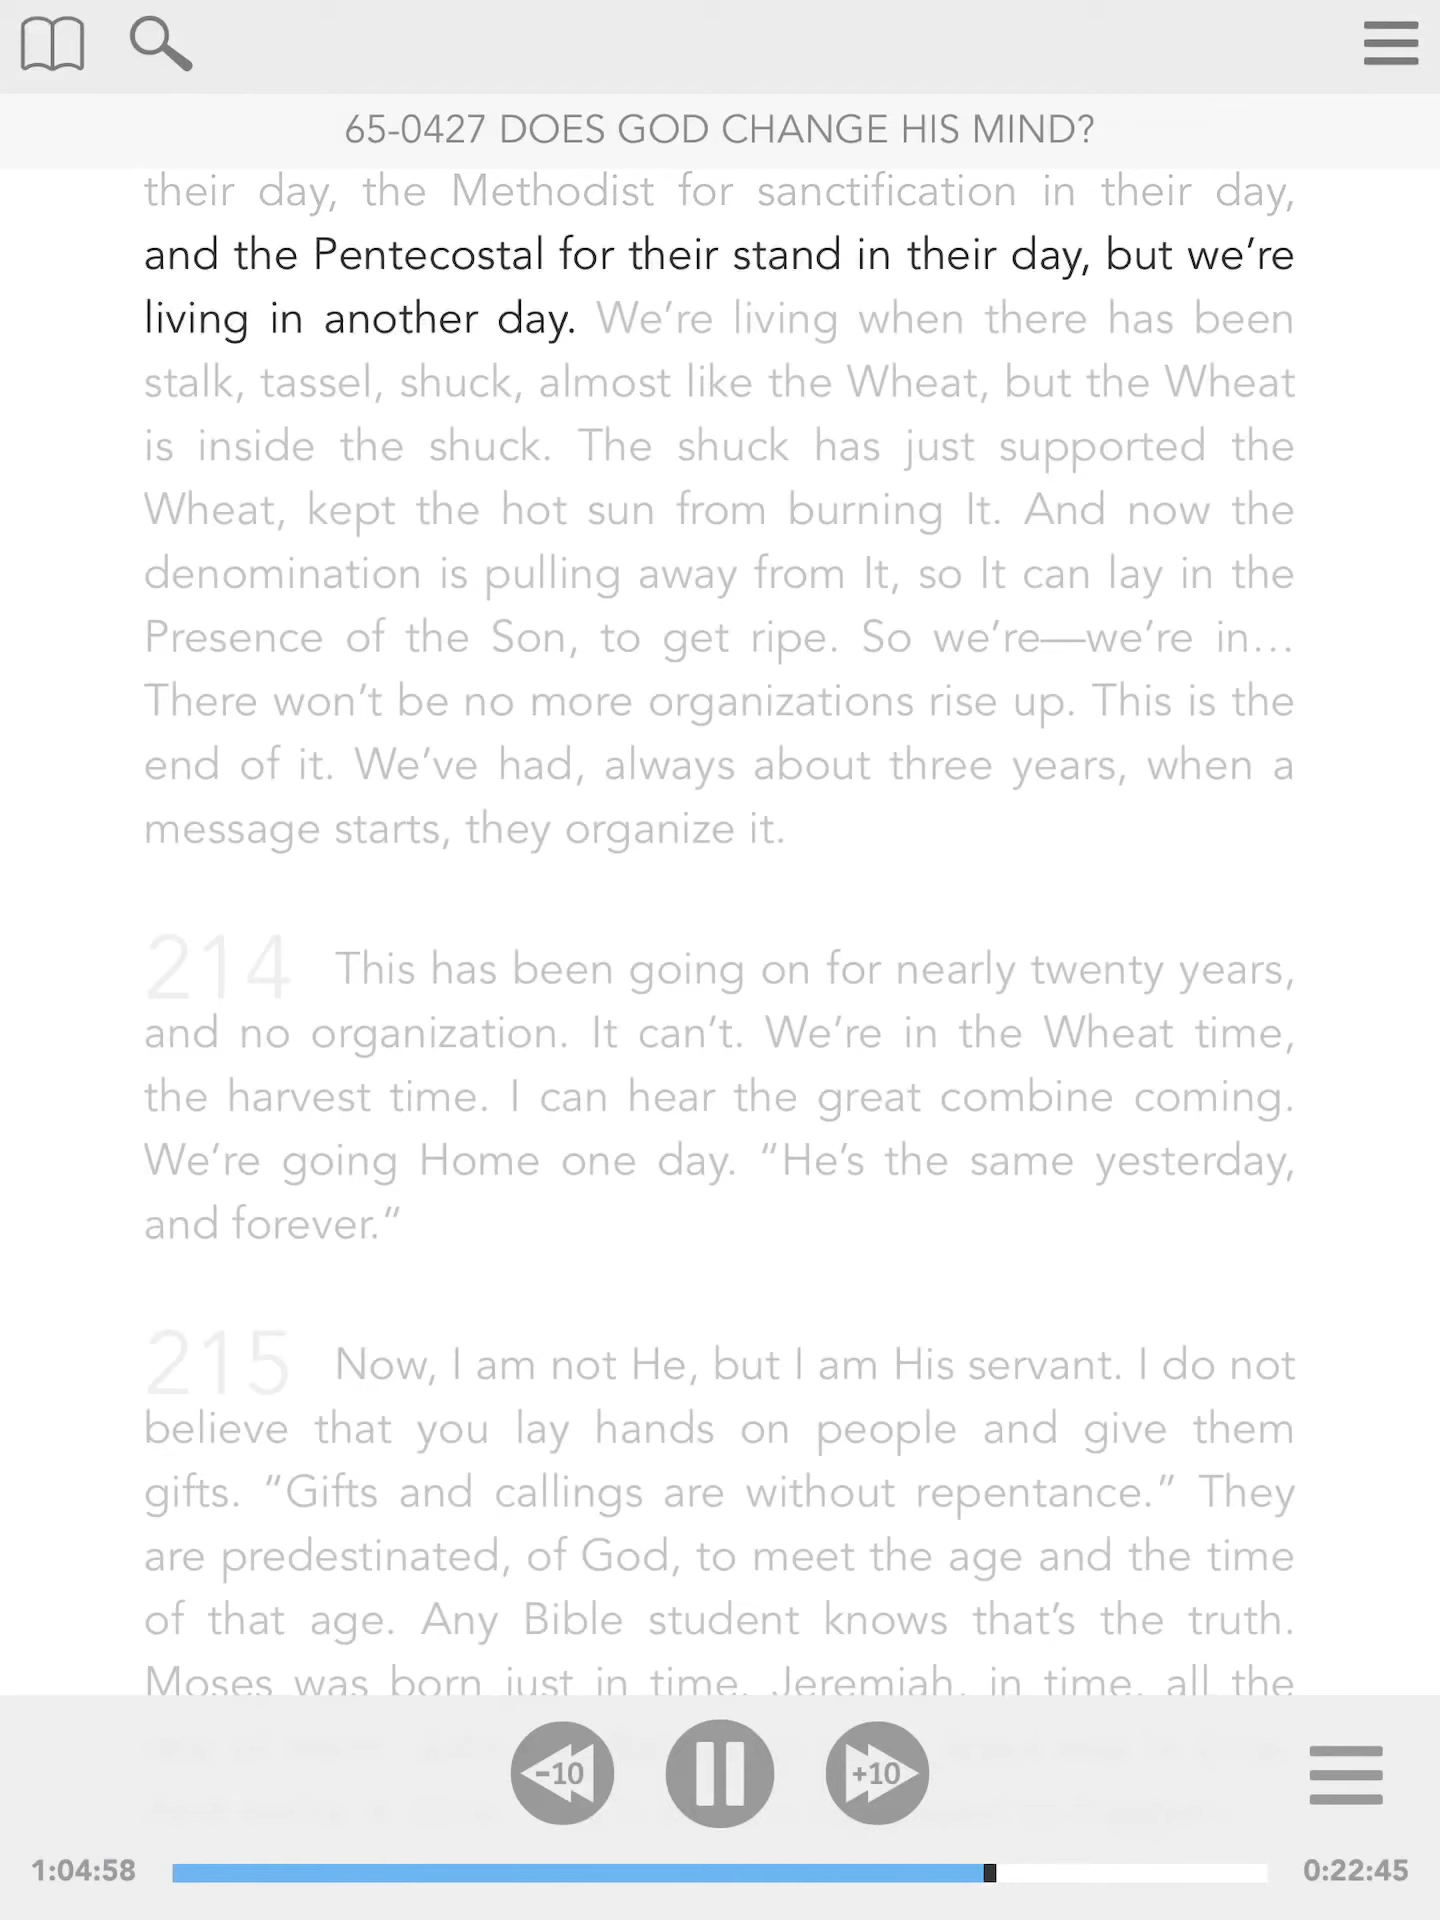 65-0427 DOES GOD CHANGE HIS MIND?
their day, the Methodist for sanctification in their day,
and the Pentecostal for their stand in their day, but we’re
living in another day. We’re living when there has been
stalk, tassel, shuck, almost like the Wheat, but the Wheat
is inside the shuck. The shuck has just supported the
Wheat, kept the hot sun from burning It. And now the
denomination is pulling away from It, so It can lay in the
Presence of the Son, to get ripe. So we’re—we’re in…
There won’t be no more organizations rise up. This is the
end of it. We’ve had, always about three years, when a
message starts, they organize it.
214 This has been going on for nearly twenty years,
and no organization. It can’t. We’re in the Wheat time,
the harvest time. I can hear the great combine coming.
We’re going Home one day. “He’s the same yesterday,
and forever.”
215 Now, I am not He, but I am His servant. I do not
believe that you lay hands on people and give them
gifts. “Gifts and callings are without repentance.” They
are predestinated, of God, to meet the age and the time
of that age. Any Bible student knows that’s the truth.
Moses was born just in time, Jeremiah, in time, all the
-10 +10
1:04:58 0:22:45